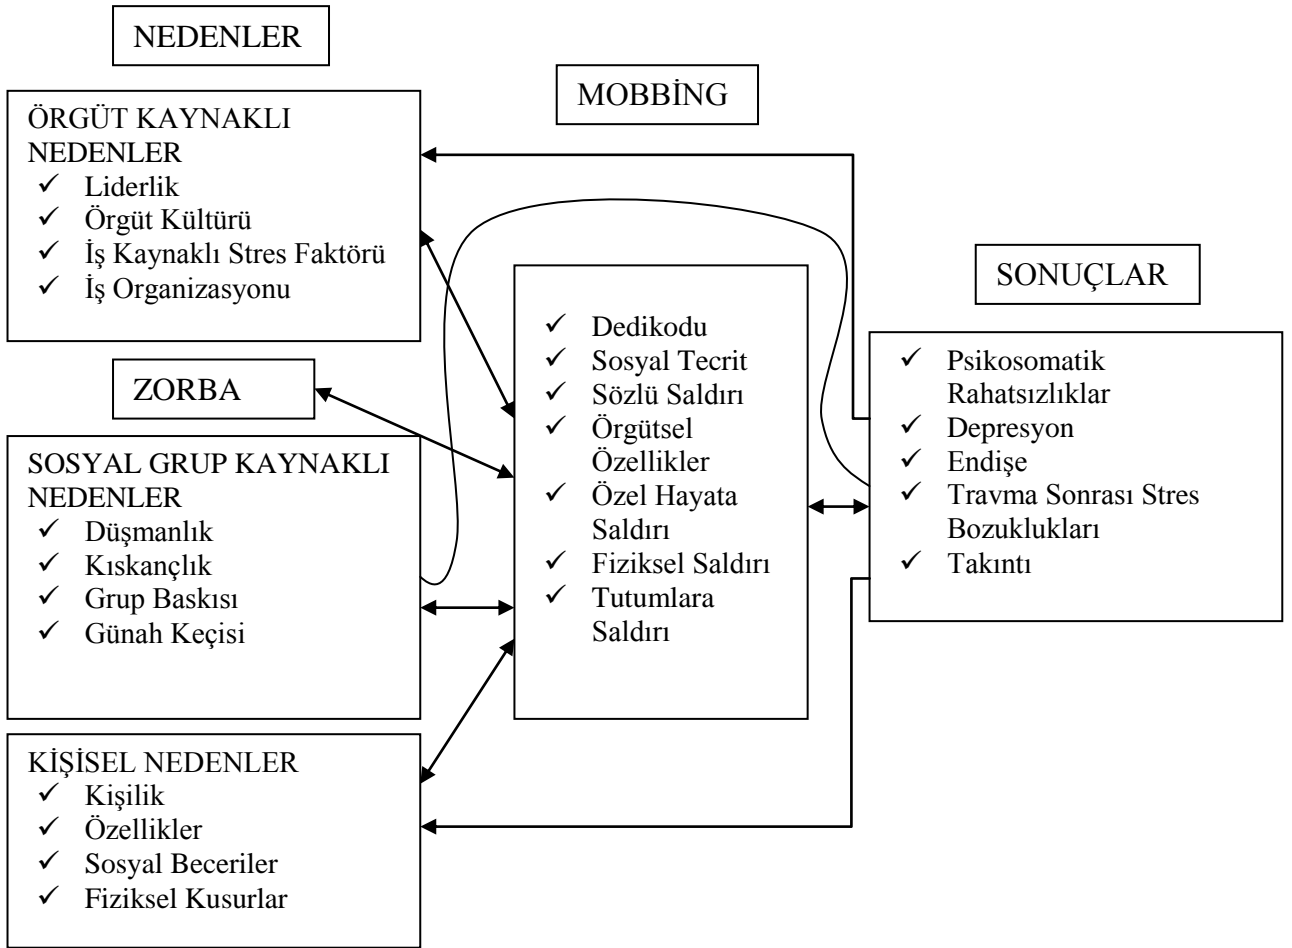 NEDENLER
ÖRGÜT KAYNAKLI
NEDENLER
✓ Liderlik
✓ Örgüt Kültürü
✓ İş Kaynaklı Stres Faktörü
✓ İş Organizasyonu
ZORBA
SOSYAL GRUP KAYNAKLI
NEDENLER
✓ Düşmanlık
✓ Kıskançlık
✓ Grup Baskısı
✓ Günah Keçisi
KİŞİSEL NEDENLER
✓ Kişilik
✓ Özellikler
✓ Sosyal Beceriler
✓ Fiziksel Kusurlar
MOBBİNG
✓ Dedikodu
✓ Sosyal Tecrit
✓ Sözlü Saldırı
✓ Örgütsel
Özellikler
✓ Özel Hayata
Saldırı
✓ Fiziksel Saldırı
✓ Tutumlara
Saldırı
SONUÇLAR
✓ Psikosomatik
Rahatsızlıklar
✓ Depresyon
✓ Endişe
✓ Travma Sonrası Stres
Bozuklukları
✓ Takıntı